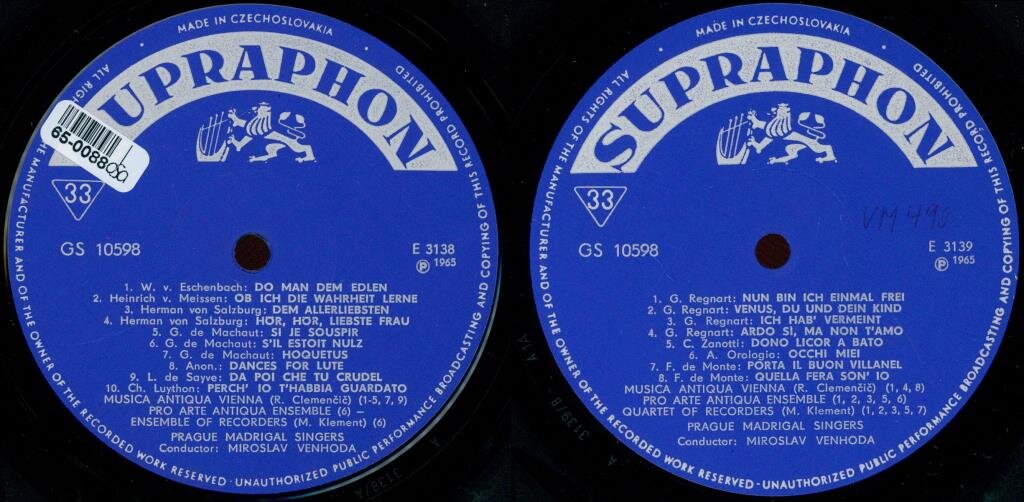 MADE IN CZECHOSLOVAKIA
ALL RIGHTS OF THE MANUFACTURER AND OF THE OWNER OF THE RECORDED WORK RESERVED - UNAUTHORIZED PUBLIC PERFORMANCE BROADCASTING AND COPYING OF THIS RECORD PROHIBITED
UPRAPHON
65-0088
33
GS 10598
E 3138
Ⓟ 1965
1. W. v. Eschenbach: DO MAN DEM EDLEN
2. Heinrich v. Meissen: OB ICH DIE WAHRHEIT LERNE
3. Herman von Salzburg: DEM ALLERLIEBSTEN
4. Herman von Salzburg: HÖR, HÖR, LIEBSTE FRAU
5. G. de Machaut: SI JE SOUSPIR
6. G. de Machaut: S'IL ESTOIT NULZ
7. G. de Machaut: HOQUETUS
8. Anon.: DANCES FOR LUTE
9. L. de Sayve: DA POI CHE TU CRUDEL
10. Ch. Luython: PERCH' IO T'HABBIA GUARDATO
MUSICA ANTIQUA VIENNA (R. Clemenčič) (1-5, 7, 9)
PRO ARTE ANTIQUA ENSEMBLE (6) –
ENSEMBLE OF RECORDERS (M. Klement) (6)
PRAGUE MADRIGAL SINGERS
Conductor: MIROSLAV VENHODA
3138/A
MADE IN CZECHOSLOVAKIA
ALL RIGHTS OF THE MANUFACTURER AND OF THE OWNER OF THE RECORDED WORK RESERVED - UNAUTHORIZED PUBLIC PERFORMANCE BROADCASTING AND COPYING OF THIS RECORD PROHIBITED
SUPRAPHON
33
VM 490
GS 10598
E 3139
Ⓟ 1965
1. G. Regnart: NUN BIN ICH EINMAL FREI
2. G. Regnart: VENUS, DU UND DEIN KIND
3. G. Regnart: ICH HAB' VERMEINT
4. G. Regnart: ARDO SÌ, MA NON T'AMO
5. C. Zanotti: DONO LICOR A BATO
6. A. Orologio: OCCHI MIEI
7. F. de Monte: PORTA IL BUON VILLANEL
8. F. de Monte: QUELLA FERA SON' IO
MUSICA ANTIQUA VIENNA (R. Clemenčič) (1, 4, 8)
PRO ARTE ANTIQUA ENSEMBLE (1, 2, 3, 5, 6)
QUARTET OF RECORDERS (M. Klement) (1, 2, 3, 5, 7)
PRAGUE MADRIGAL SINGERS
Conductor: MIROSLAV VENHODA
3139/8